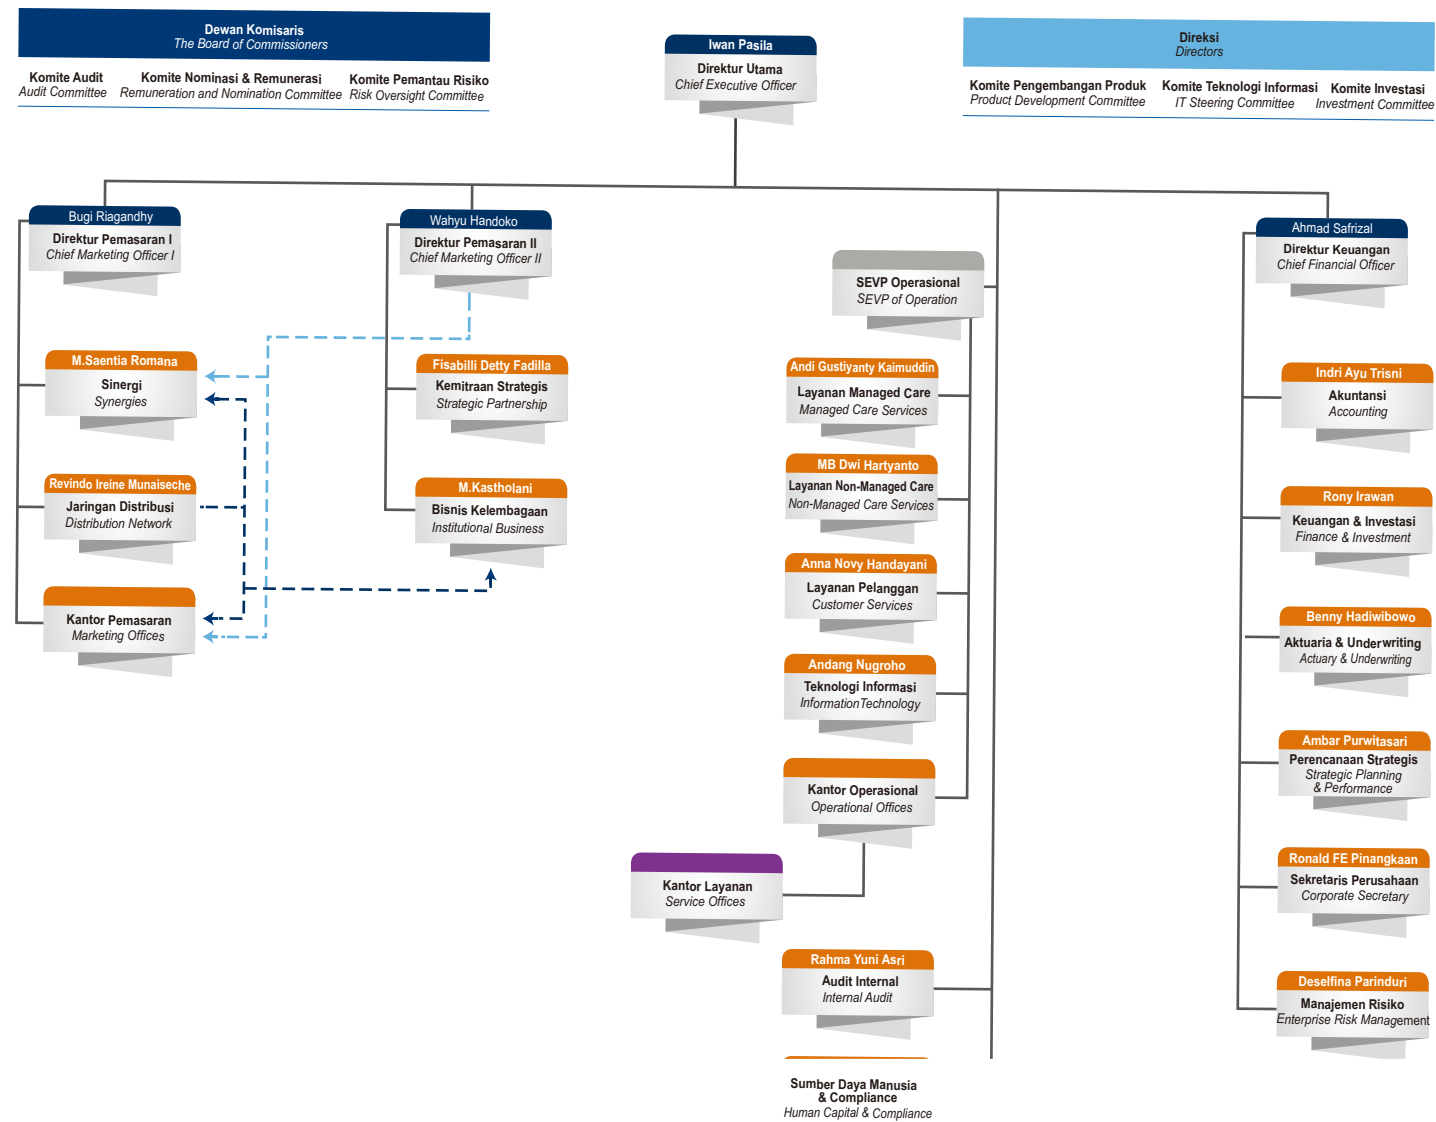 Dewan Komisaris
The Board of Commissioners
Komite Audit
Audit Committee
Komite Nominasi & Remunerasi
Remuneration and Nomination Committee
Komite Pemantau Risiko
Risk Oversight Committee
Iwan Pasila
Direktur Utama
Chief Executive Officer
Direksi
Directors
Komite Pengembangan Produk
Product Development Committee
Komite Teknologi Informasi
IT Steering Committee
Komite Investasi
Investment Committee
Bugi Riagandhy
Direktur Pemasaran I
Chief Marketing Officer I
M.Saentia Romana
Sinergi
Synergies
Revindo Ireine Munaiseche
Jaringan Distribusi
Distribution Network
Kantor Pemasaran
Marketing Offices
Wahyu Handoko
Direktur Pemasaran II
Chief Marketing Officer II
Fisabilli Detty Fadilla
Kemitraan Strategis
Strategic Partnership
M.Kastholani
Bisnis Kelembagaan
Institutional Business
SEVP Operasional
SEVP of Operation
Andi Gustiyanty Kaimuddin
Layanan Managed Care
Managed Care Services
MB Dwi Hartyanto
Layanan Non-Managed Care
Non-Managed Care Services
Anna Novy Handayani
Layanan Pelanggan
Customer Services
Andang Nugroho
Teknologi Informasi
InformationTechnology
Kantor Operasional
Operational Offices
Kantor Layanan
Service Offices
Rahma Yuni Asri
Audit Internal
Internal Audit
Sumber Daya Manusia
& Compliance
Human Capital & Compliance
Ahmad Safrizal
Direktur Keuangan
Chief Financial Officer
Indri Ayu Trisni
Akuntansi
Accounting
Rony Irawan
Keuangan & Investasi
Finance & Investment
Benny Hadiwibowo
Aktuaria & Underwriting
Actuary & Underwriting
Ambar Purwitasari
Perencanaan Strategis
Strategic Planning
& Performance
Ronald FE Pinangkaan
Sekretaris Perusahaan
Corporate Secretary
Deselfina Parinduri
Manajemen Risiko
Enterprise Risk Management